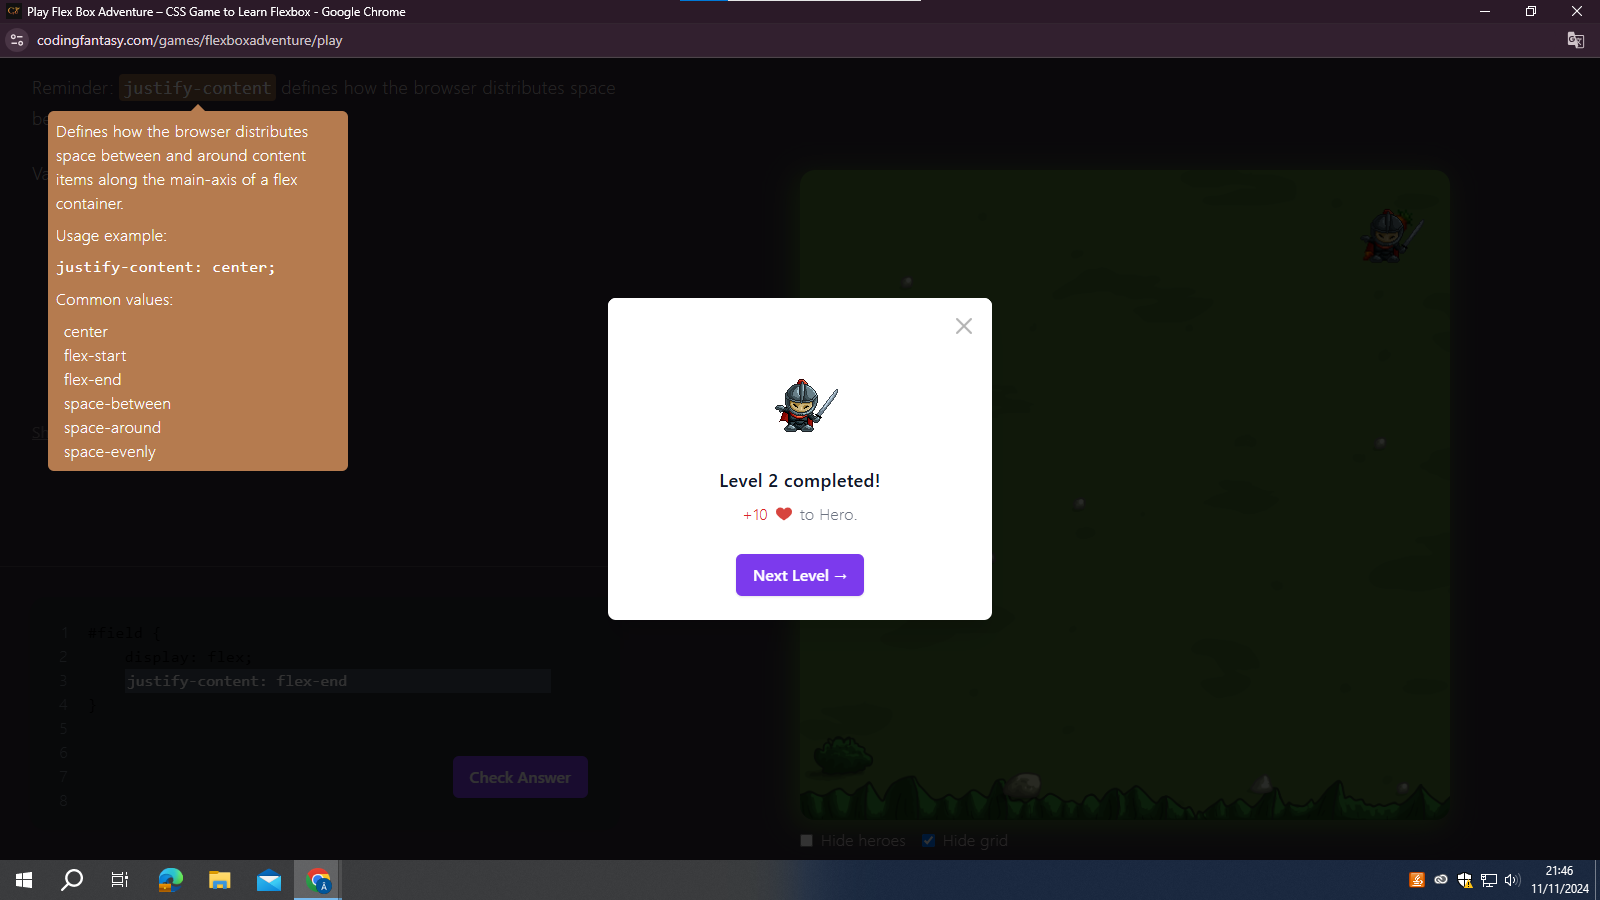 Play Flex Box Adventure – CSS Game to Learn Flexbox - Google Chrome
codingfantasy.com/games/flexboxadventure/play
Reminder: justify-content defines how the browser distributes space
be
Va
Defines how the browser distributes
space between and around content
items along the main-axis of a flex
container.
Usage example:
justify-content: center;
Common values:
center
flex-start
flex-end
space-between
space-around
space-evenly
Level 2 completed!
+10 to Hero.
Next Level →
1 #field {
2 display: flex;
3 justify-content: flex-end
4 }
5
6
7
8
Check Answer
Hide heroes
Hide grid
21:46
11/11/2024